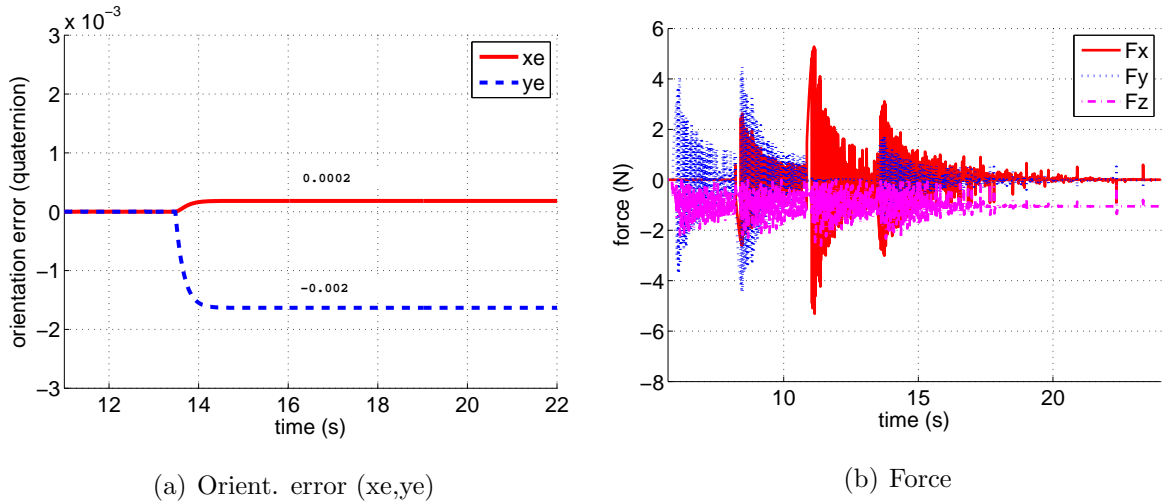 x 10−3
3
2
1
0
−1
−2
−3
orientation error (quaternion)
xe
ye
0.0002
-0.002
12
14
16
18
20
22
time (s)
(a) Orient. error (xe,ye)
6
4
2
0
−2
−4
−6
−8
force (N)
Fx
Fy
Fz
10
15
20
time (s)
(b) Force